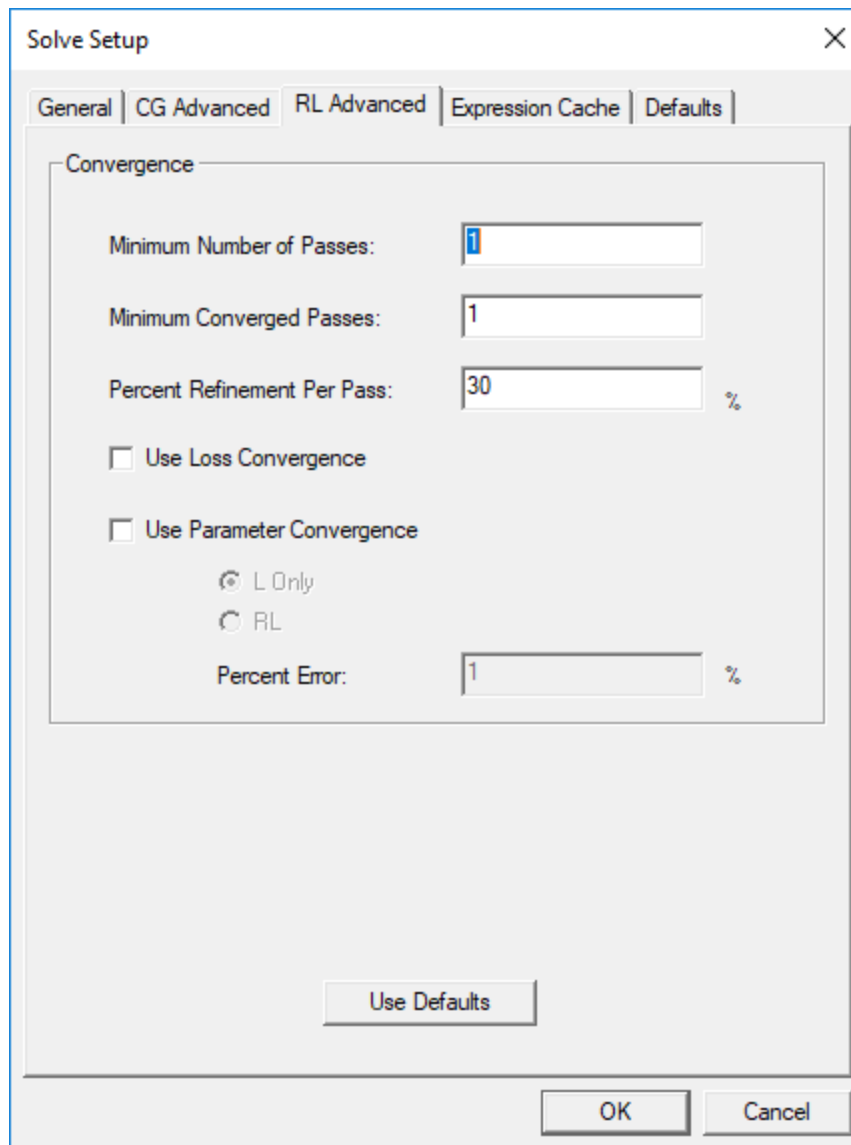 Solve Setup
General CG Advanced RL Advanced Expression Cache Defaults
Convergence
Minimum Number of Passes: 1
Minimum Converged Passes: 1
Percent Refinement Per Pass: 30 %
Use Loss Convergence
Use Parameter Convergence
L Only
RL
Percent Error: 1 %
Use Defaults
OK Cancel